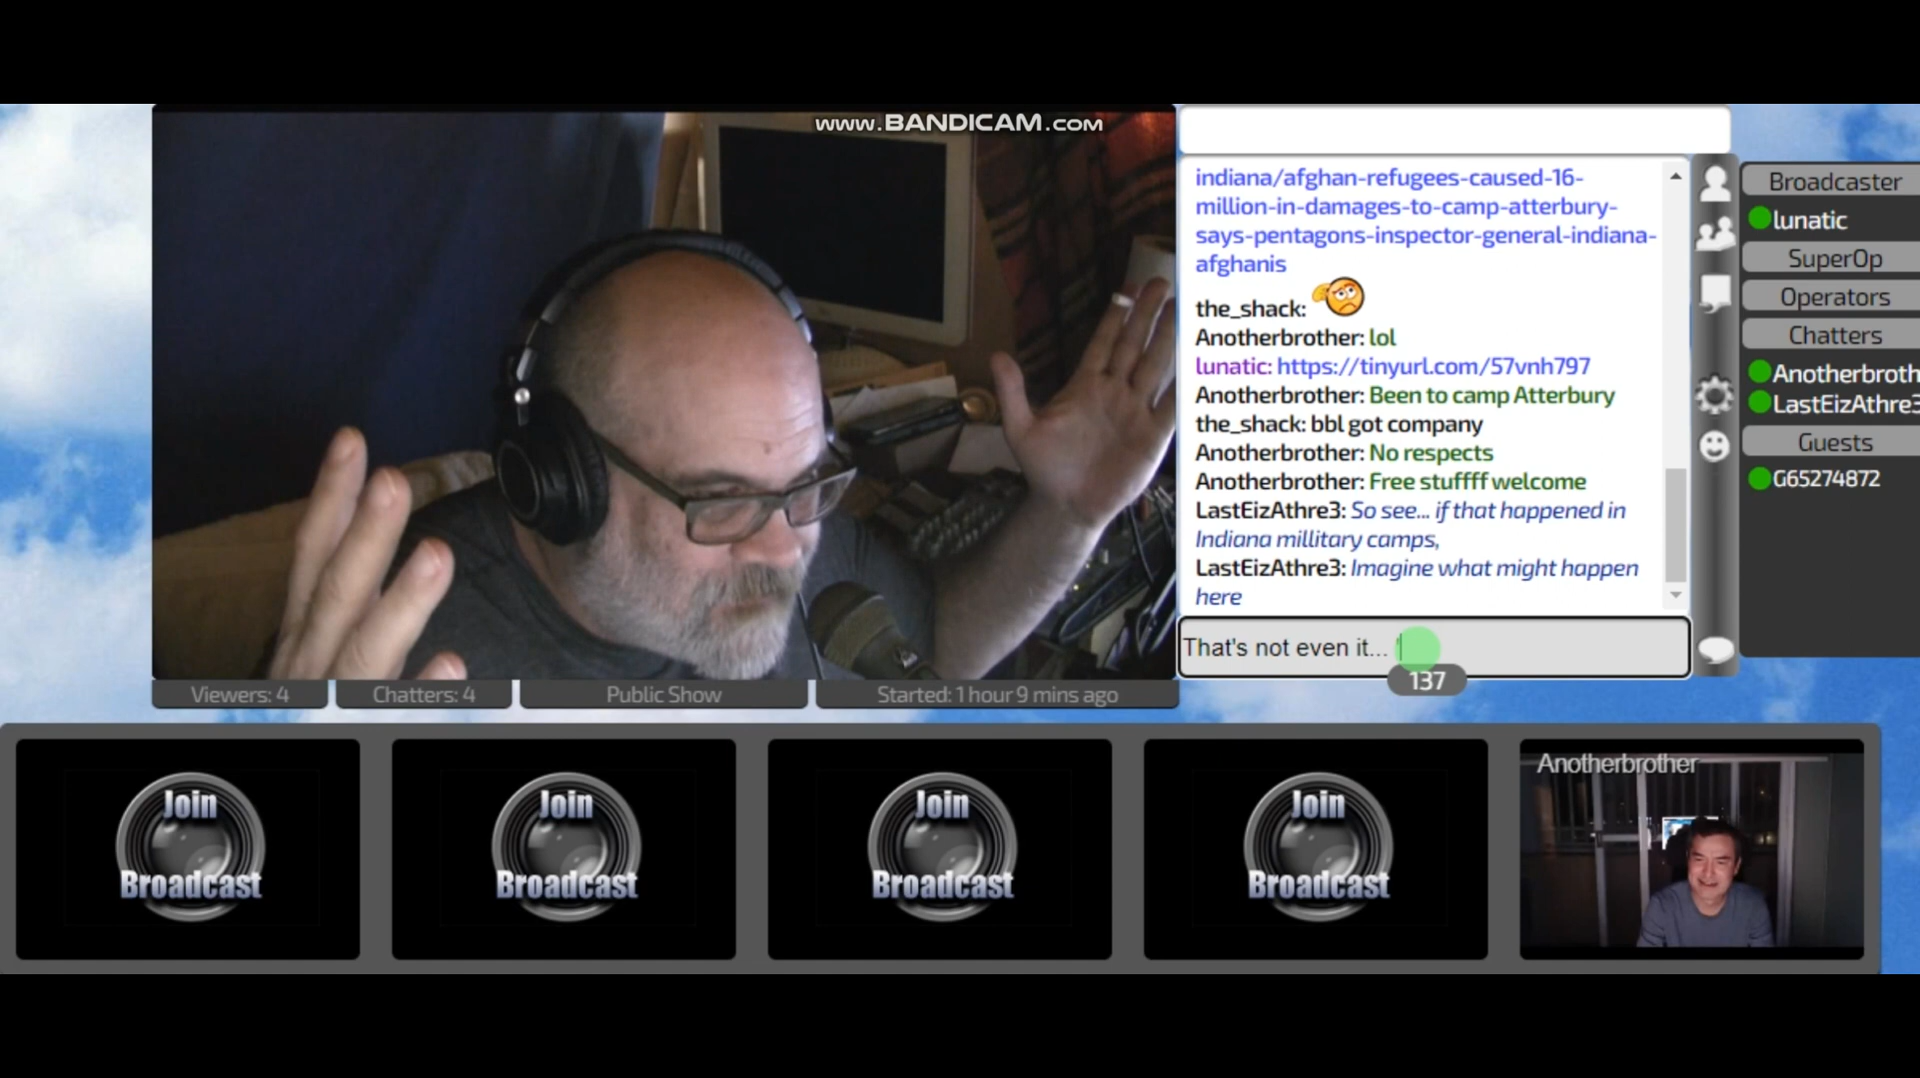 www.BANDICAM.com
indiana/afghan-refugees-caused-16-
million-in-damages-to-camp-atterbury-
says-pentagons-inspector-general-indiana-
afghanis
the_shack:
Anotherbrother: lol
lunatic: https://tinyurl.com/57vnh797
Anotherbrother: Been to camp Atterbury
the_shack: bbl got company
Anotherbrother: No respects
Anotherbrother: Free stuffff welcome
LastEizAthre3: So see... if that happened in
Indiana millitary camps,
LastEizAthre3: Imagine what might happen
here
That's not even it...
137
Broadcaster
lunatic
SuperOp
Operators
Chatters
Anotherbroth
LastEizAthre3
Guests
G65274872
Viewers: 4
Chatters: 4
Public Show
Started: 1 hour 9 mins ago
Join
Broadcast
Join
Broadcast
Join
Broadcast
Join
Broadcast
Anotherbrother